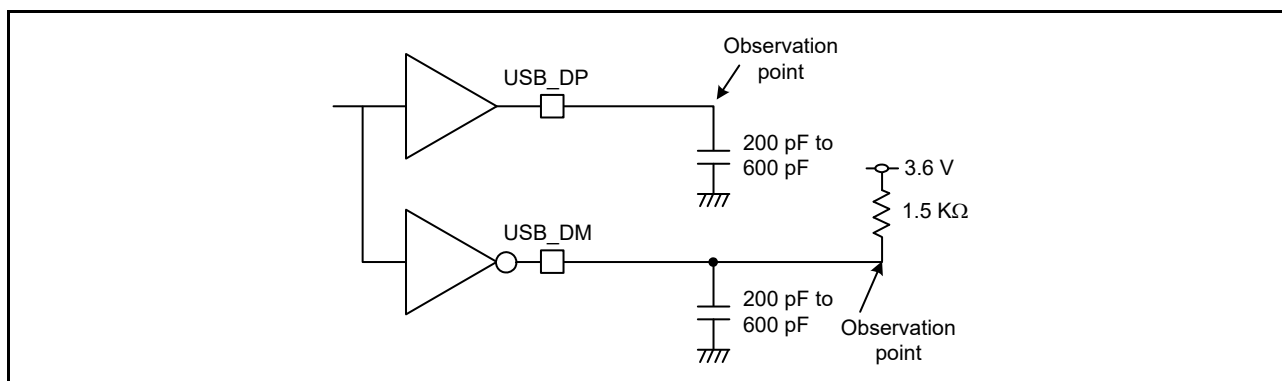 Observation
point
USB_DP
200 pF to
600 pF
3.6 V
1.5 KΩ
USB_DM
200 pF to
600 pF
Observation
point